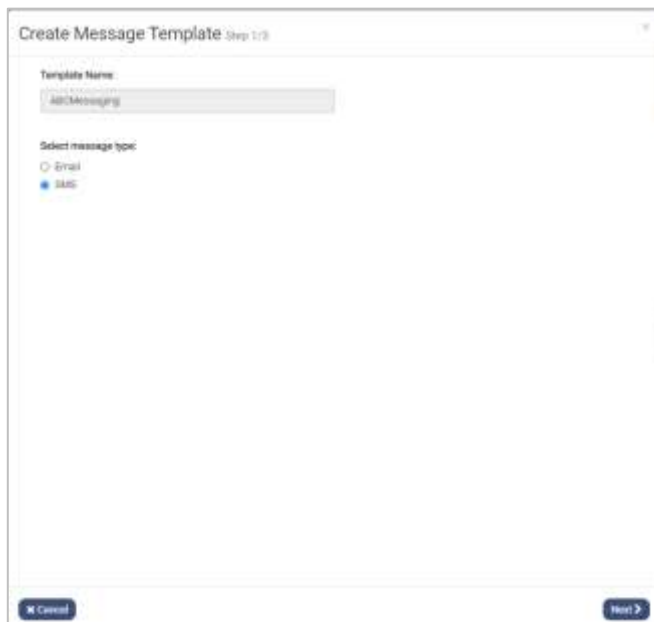 Create Message Template Step 1/3
Template Name:
ABCMessaging
Select message type:
Email
SMS
Cancel
Next